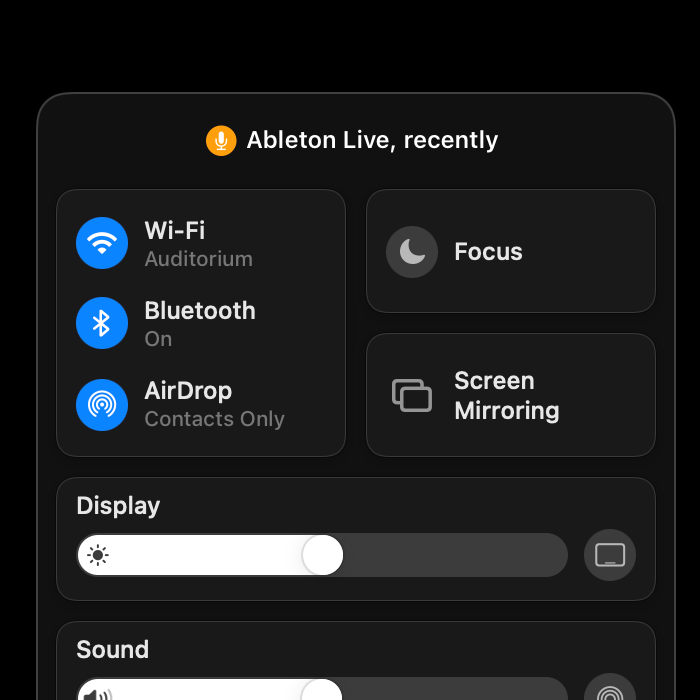 Ableton Live, recently
Wi-Fi
Auditorium
Bluetooth
On
AirDrop
Contacts Only
Focus
Screen
Mirroring
Display
Sound